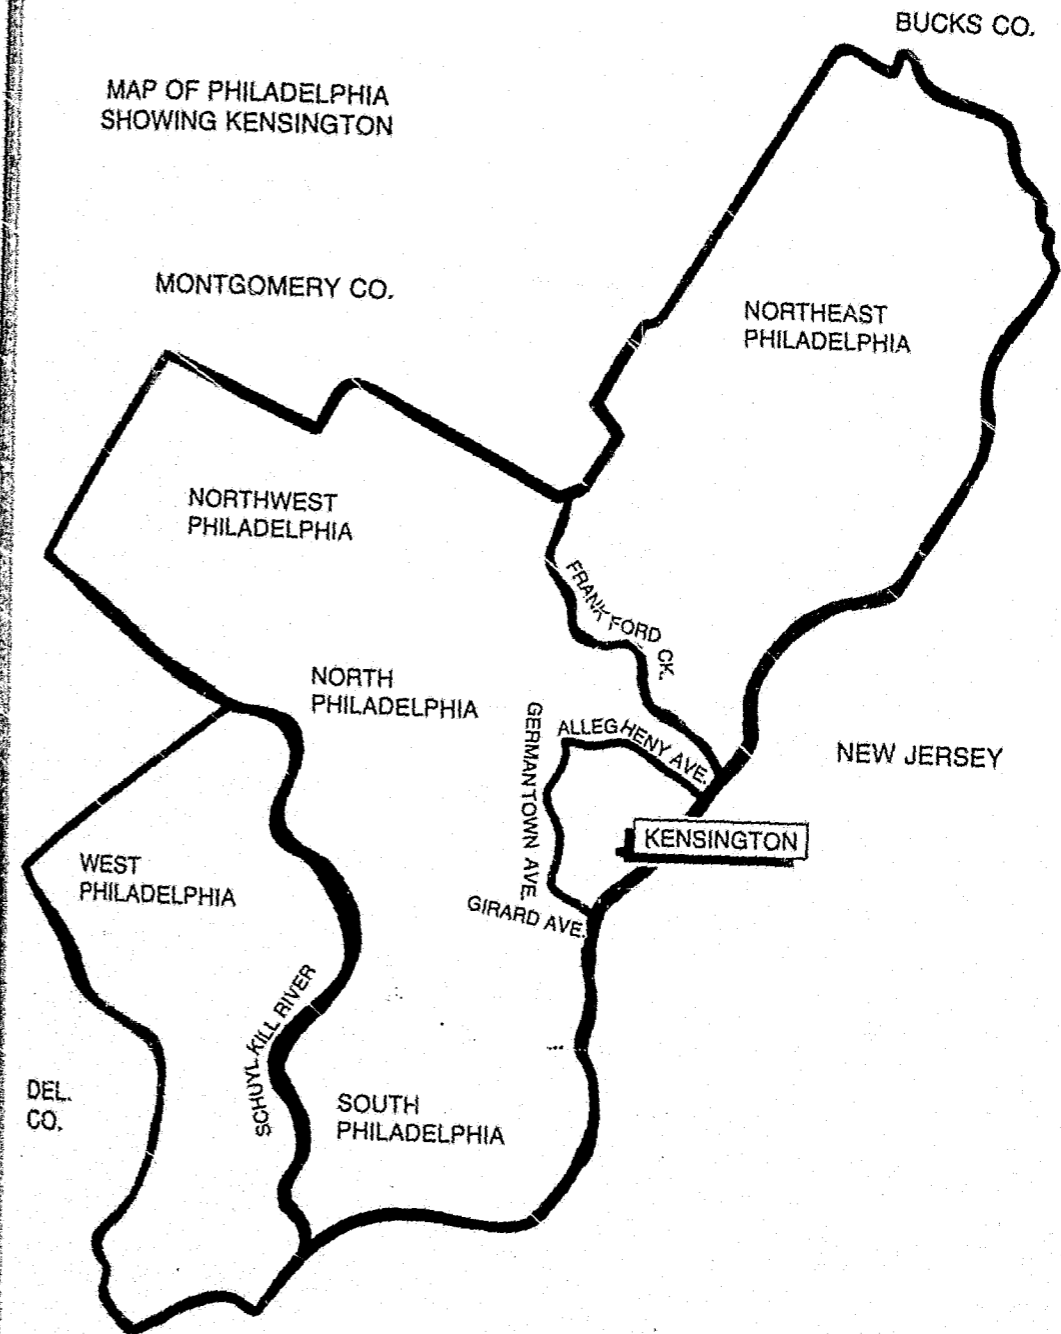 BUCKS CO.
MAP OF PHILADELPHIA
SHOWING KENSINGTON
MONTGOMERY CO.
NORTHEAST
PHILADELPHIA
NORTHWEST
PHILADELPHIA
FRANKFORD CK.
NORTH
PHILADELPHIA
GERMANTOWN AVE.
ALLEGHENY AVE.
NEW JERSEY
KENSINGTON
WEST
PHILADELPHIA
GIRARD AVE.
SCHUYLKILL RIVER
DEL.
CO.
SOUTH
PHILADELPHIA